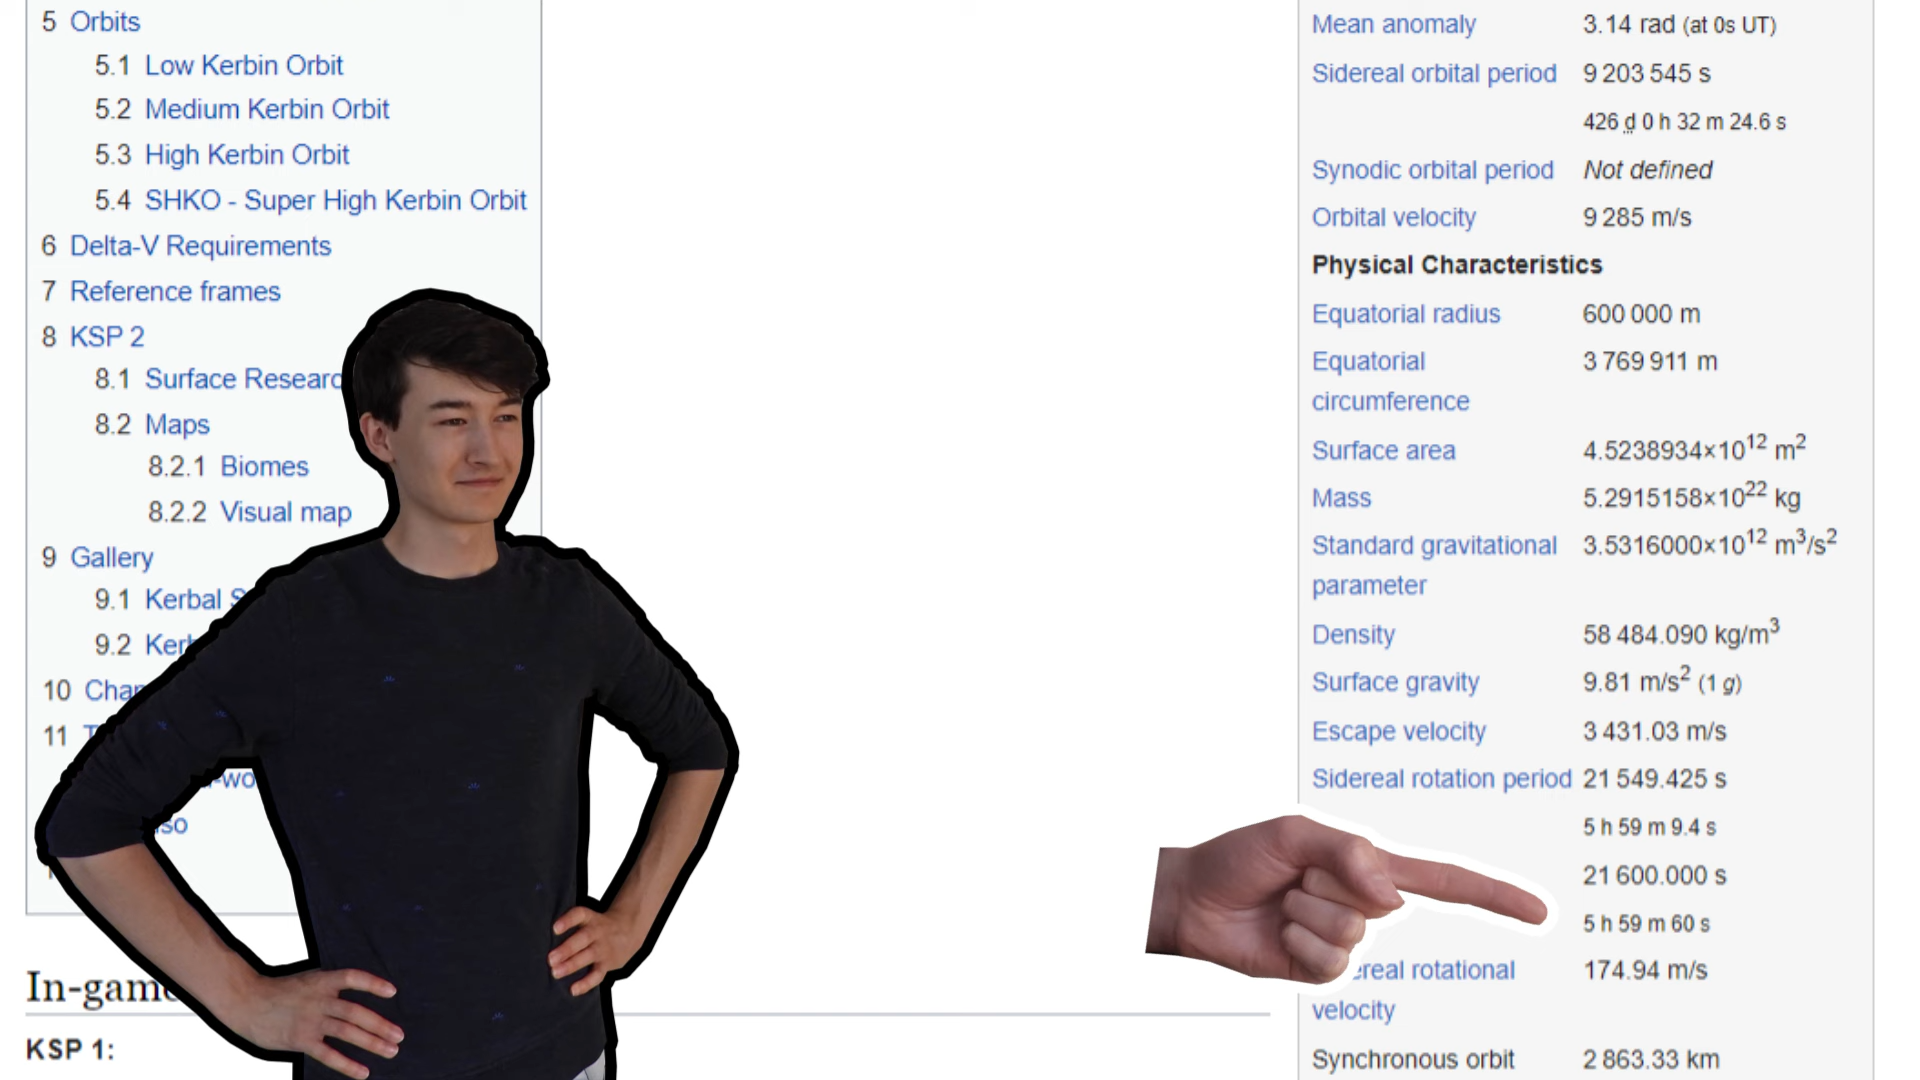 5 Orbits
5.1 Low Kerbin Orbit
5.2 Medium Kerbin Orbit
5.3 High Kerbin Orbit
5.4 SHKO - Super High Kerbin Orbit
6 Delta-V Requirements
7 Reference frames
8 KSP 2
8.1 Surface Researc
8.2 Maps
8.2.1 Biomes
8.2.2 Visual map
9 Gallery
9.1 Kerbal
9.2
10
11
In-game
KSP 1:
Mean anomaly 3.14 rad (at 0s UT)
Sidereal orbital period 9 203 545 s
426 d 0 h 32 m 24.6 s
Synodic orbital period Not defined
Orbital velocity 9 285 m/s
Physical Characteristics
Equatorial radius 600 000 m
Equatorial 3 769 911 m
circumference
Surface area 4.5238934×10¹² m²
Mass 5.2915158×10²² kg
Standard gravitational 3.5316000×10¹² m³/s²
parameter
Density 58 484.090 kg/m³
Surface gravity 9.81 m/s² (1 g)
Escape velocity 3 431.03 m/s
Sidereal rotation period 21 549.425 s
5 h 59 m 9.4 s
21 600.000 s
5 h 59 m 60 s
ereal rotational 174.94 m/s
velocity
Synchronous orbit 2 863.33 km